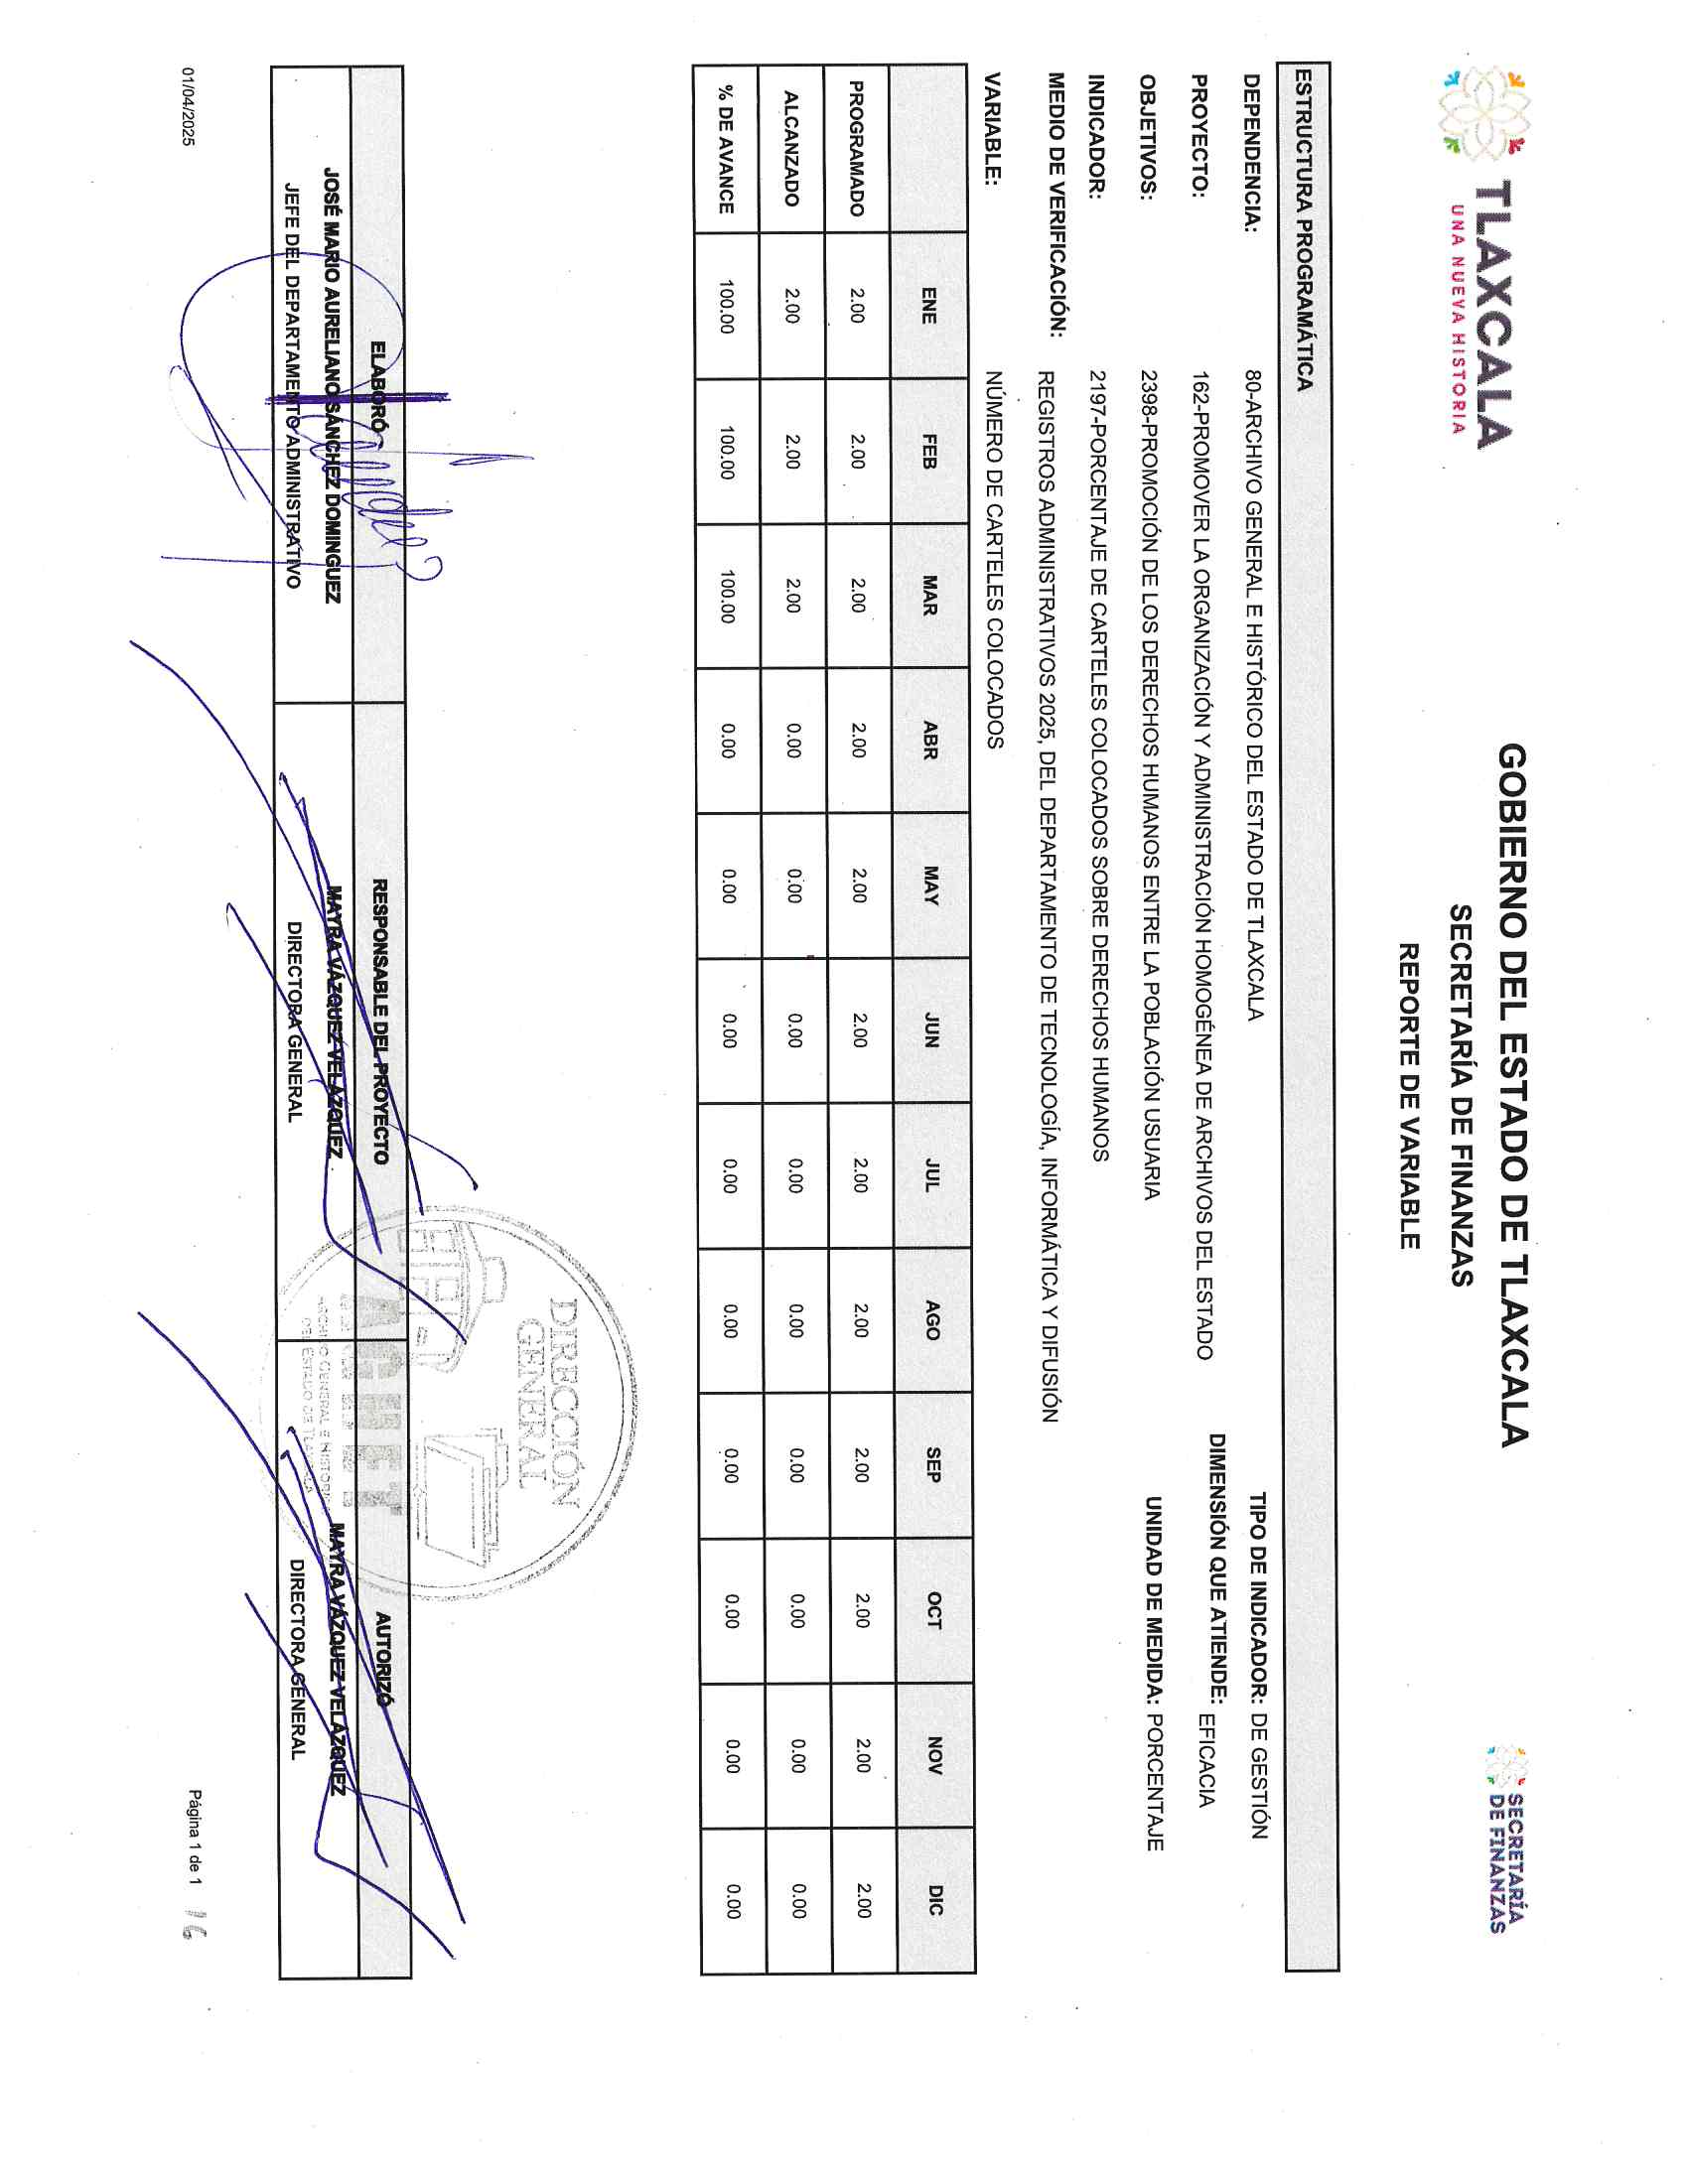 TLAXCALA
UNA NUEVA HISTORIA
GOBIERNO DEL ESTADO DE TLAXCALA
SECRETARÍA DE FINANZAS
REPORTE DE VARIABLE
SECRETARÍA
DE FINANZAS
ESTRUCTURA PROGRAMÁTICA
DEPENDENCIA: 80-ARCHIVO GENERAL E HISTÓRICO DEL ESTADO DE TLAXCALA TIPO DE INDICADOR: DE GESTIÓN
PROYECTO: 162-PROMOVER LA ORGANIZACIÓN Y ADMINISTRACIÓN HOMOGÉNEA DE ARCHIVOS DEL ESTADO DIMENSIÓN QUE ATIENDE: EFICACIA
OBJETIVOS: 2398-PROMOCIÓN DE LOS DERECHOS HUMANOS ENTRE LA POBLACIÓN USUARIA UNIDAD DE MEDIDA: PORCENTAJE
INDICADOR: 2197-PORCENTAJE DE CARTELES COLOCADOS SOBRE DERECHOS HUMANOS
MEDIO DE VERIFICACIÓN: REGISTROS ADMINISTRATIVOS 2025, DEL DEPARTAMENTO DE TECNOLOGÍA, INFORMÁTICA Y DIFUSIÓN
VARIABLE: NÚMERO DE CARTELES COLOCADOS
ENE FEB MAR ABR MAY JUN JUL AGO SEP OCT NOV DIC
PROGRAMADO 2.00 2.00 2.00 2.00 2.00 2.00 2.00 2.00 2.00 2.00 2.00 2.00
ALCANZADO 2.00 2.00 2.00 0.00 0.00 0.00 0.00 0.00 0.00 0.00 0.00 0.00
% DE AVANCE 100.00 100.00 100.00 0.00 0.00 0.00 0.00 0.00 0.00 0.00 0.00 0.00
DIRECCIÓN
GENERAL
ELABORÓ RESPONSABLE DEL PROYECTO AUTORIZÓ
JOSÉ MARIO AURELIANO SÁNCHEZ DOMINGUEZ MAYRA VÁZQUEZ VELÁZQUEZ MAYRA VÁZQUEZ VELÁZQUEZ
JEFE DEL DEPARTAMENTO ADMINISTRATIVO DIRECTORA GENERAL DIRECTORA GENERAL
AGHET
ARCHIVO GENERAL E HISTÓRICO
DEL ESTADO DE TLAXCALA
01/04/2025 Página 1 de 1 16